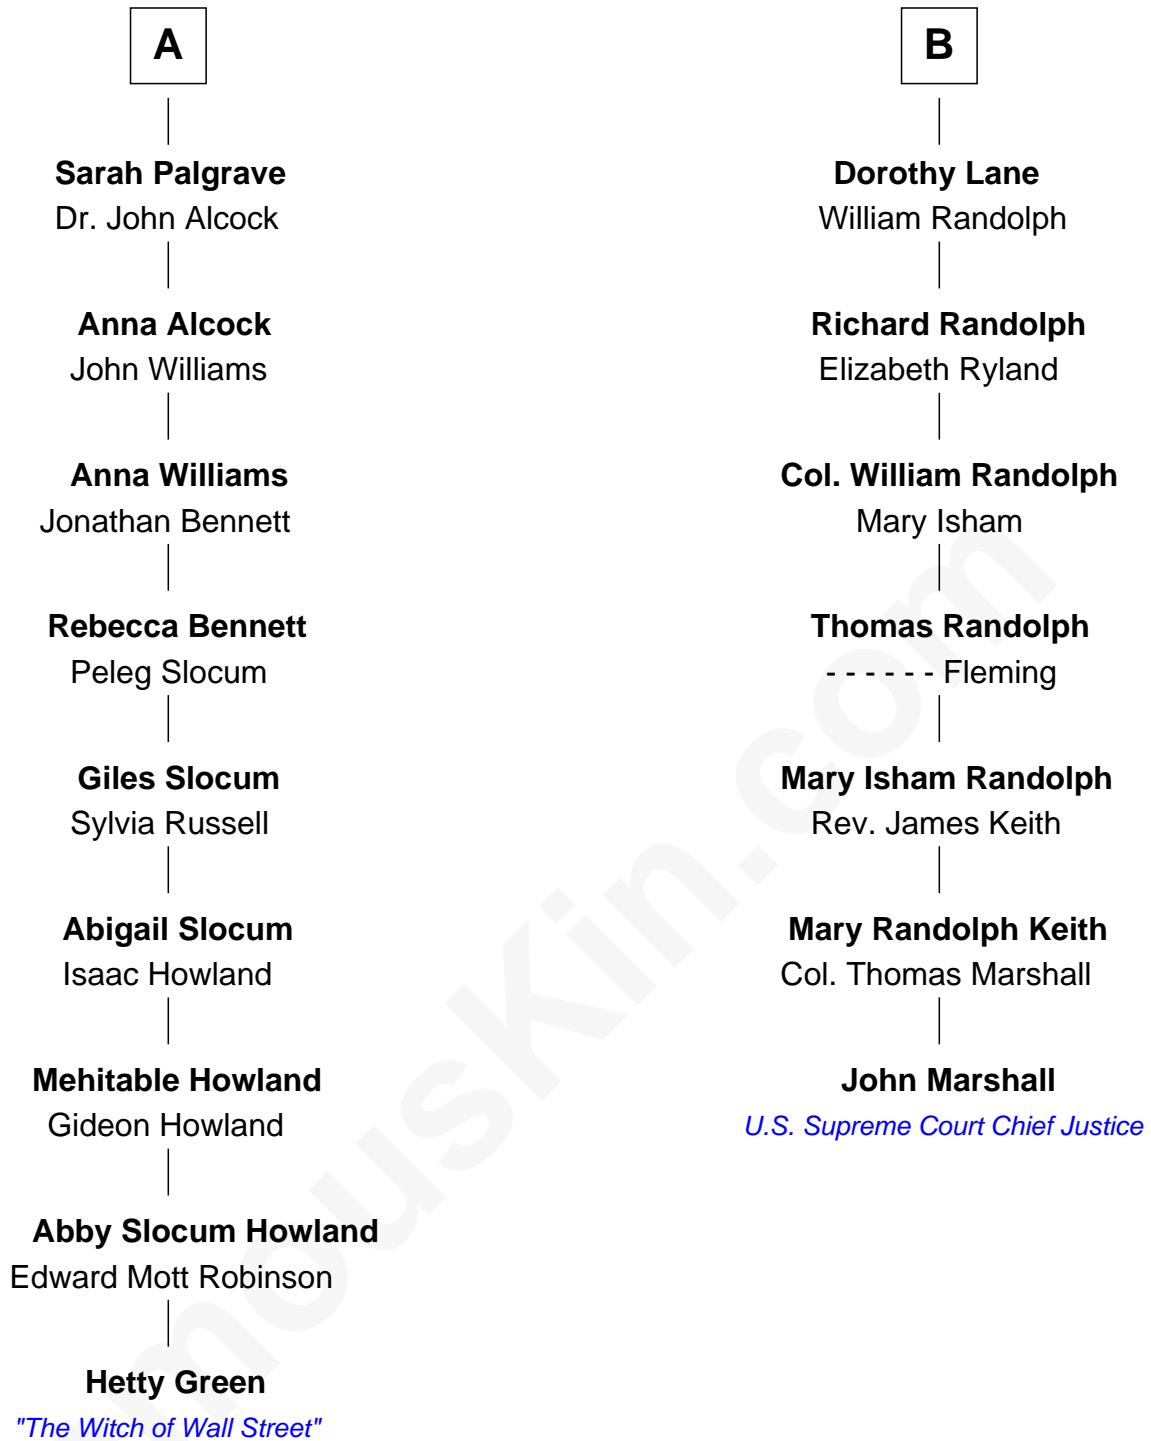 A
Sarah Palgrave
Dr. John Alcock
Anna Alcock
John Williams
Anna Williams
Jonathan Bennett
Rebecca Bennett
Peleg Slocum
Giles Slocum
Sylvia Russell
Abigail Slocum
Isaac Howland
Mehitable Howland
Gideon Howland
Abby Slocum Howland
Edward Mott Robinson
Hetty Green
"The Witch of Wall Street"
B
Dorothy Lane
William Randolph
Richard Randolph
Elizabeth Ryland
Col. William Randolph
Mary Isham
Thomas Randolph
- - - - - - Fleming
Mary Isham Randolph
Rev. James Keith
Mary Randolph Keith
Col. Thomas Marshall
John Marshall
U.S. Supreme Court Chief Justice
mouskin.com